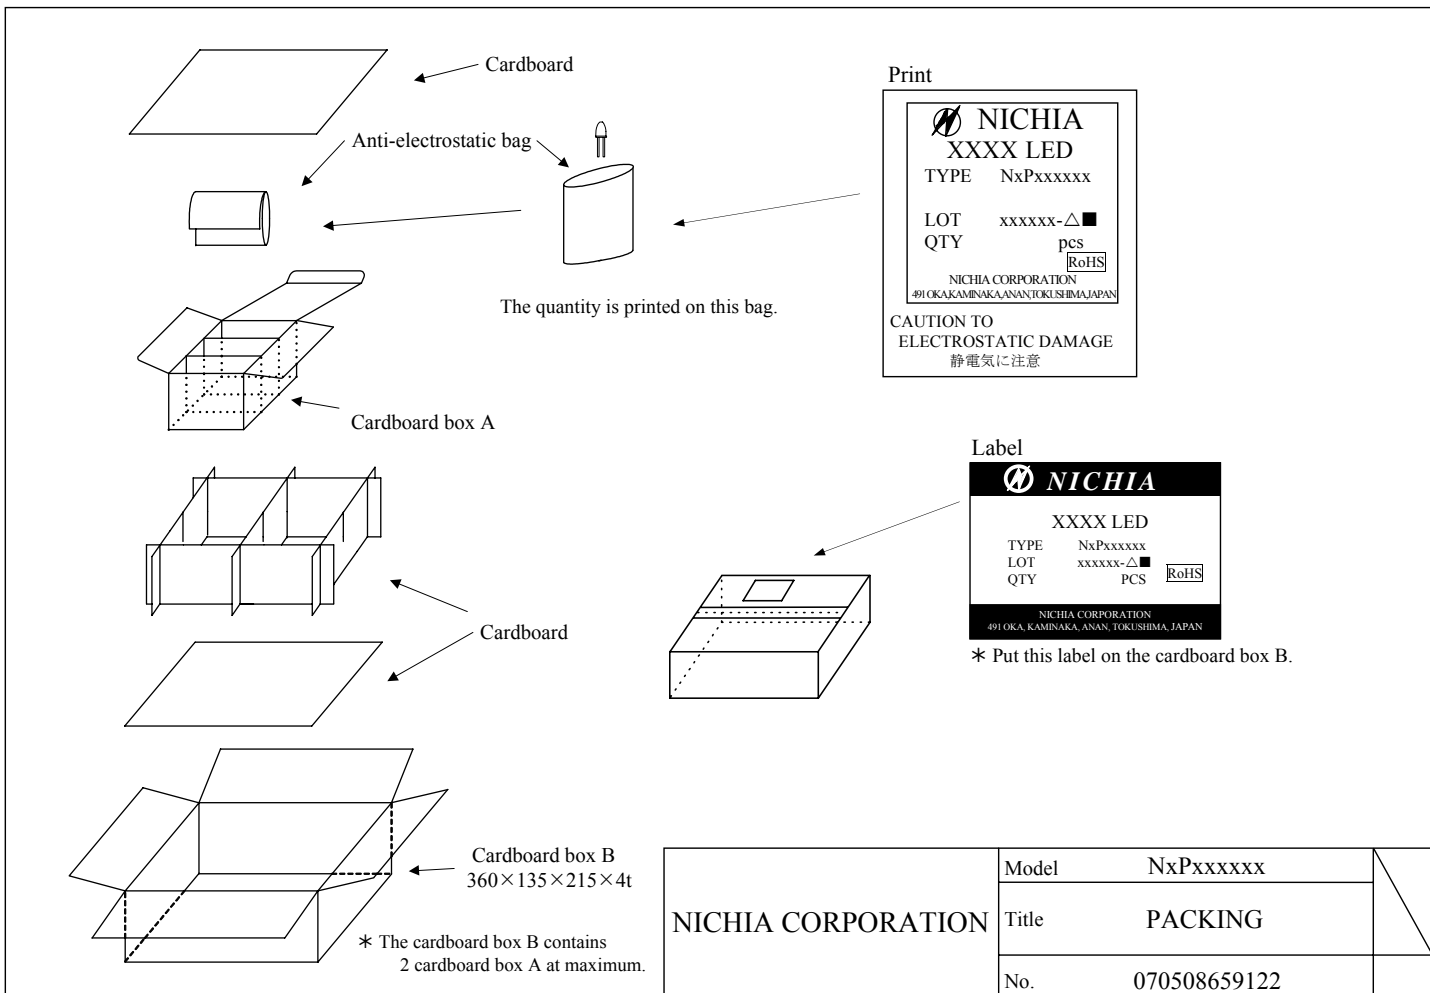 Cardboard
Anti-electrostatic bag
The quantity is printed on this bag.
Cardboard box A
Cardboard
Cardboard box B
360×135×215×4t
* The cardboard box B contains
2 cardboard box A at maximum.
Print
NICHIA
XXXX LED
TYPE NxPxxxxxx
LOT xxxxxx-△■
QTY pcs
RoHS
NICHIA CORPORATION
491 OKA,KAMINAKA,ANAN,TOKUSHIMA,JAPAN
CAUTION TO
ELECTROSTATIC DAMAGE
静電気に注意
Label
NICHIA
XXXX LED
TYPE NxPxxxxxx
LOT xxxxxx-△■
QTY PCS
RoHS
NICHIA CORPORATION
491 OKA, KAMINAKA, ANAN, TOKUSHIMA, JAPAN
* Put this label on the cardboard box B.
NICHIA CORPORATION
Model NxPxxxxxx
Title PACKING
No. 070508659122